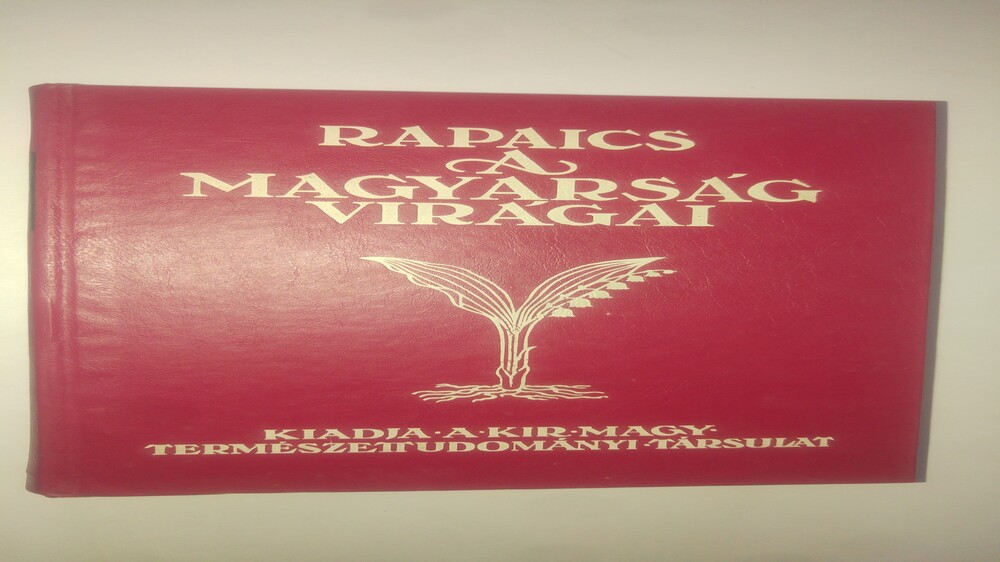 RAPAICS
A
MAGYARSÁG
VIRÁGAI
KIADJA·A·KIR·MAGY·
TERMÉSZETTUDOMÁNYI·TÁRSULAT